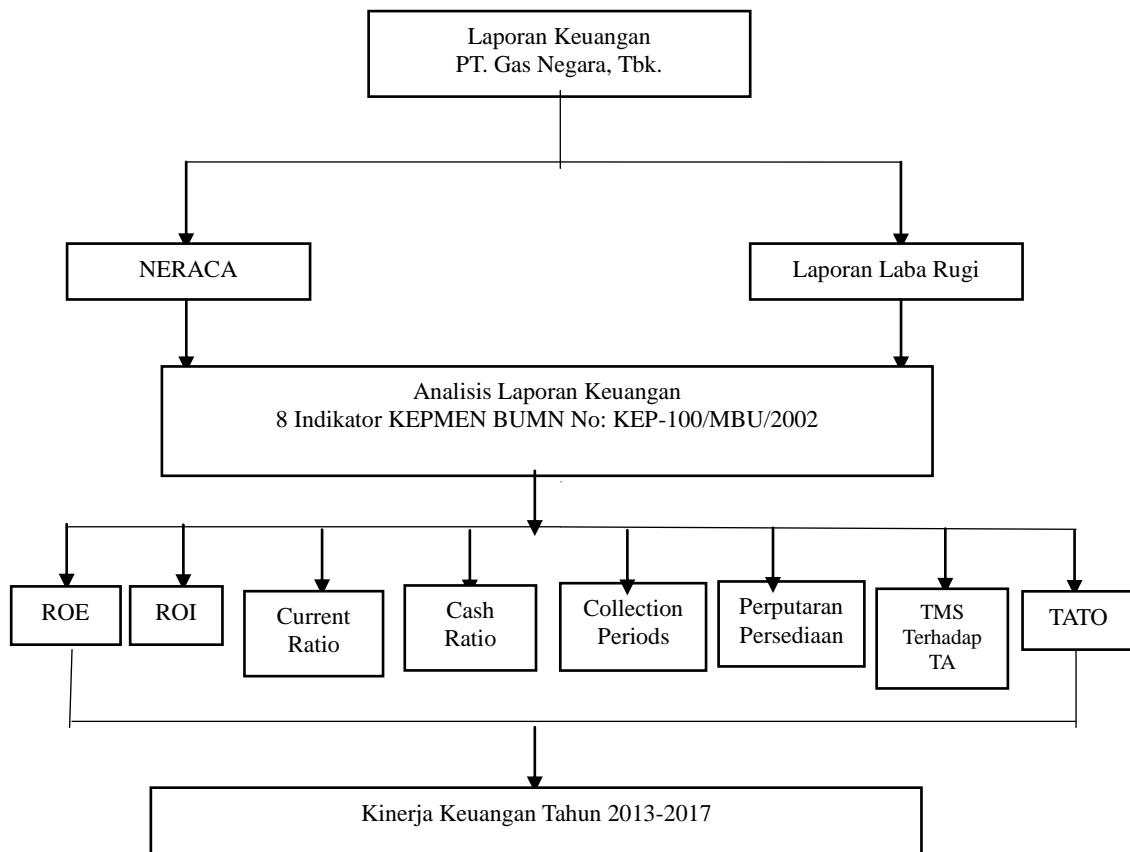 Laporan Keuangan
PT. Gas Negara, Tbk.
NERACA
Laporan Laba Rugi
Analisis Laporan Keuangan
8 Indikator KEPMEN BUMN No: KEP-100/MBU/2002
ROE
ROI
Current
Ratio
Cash
Ratio
Collection
Periods
Perputaran
Persediaan
TMS
Terhadap
TA
TATO
Kinerja Keuangan Tahun 2013-2017